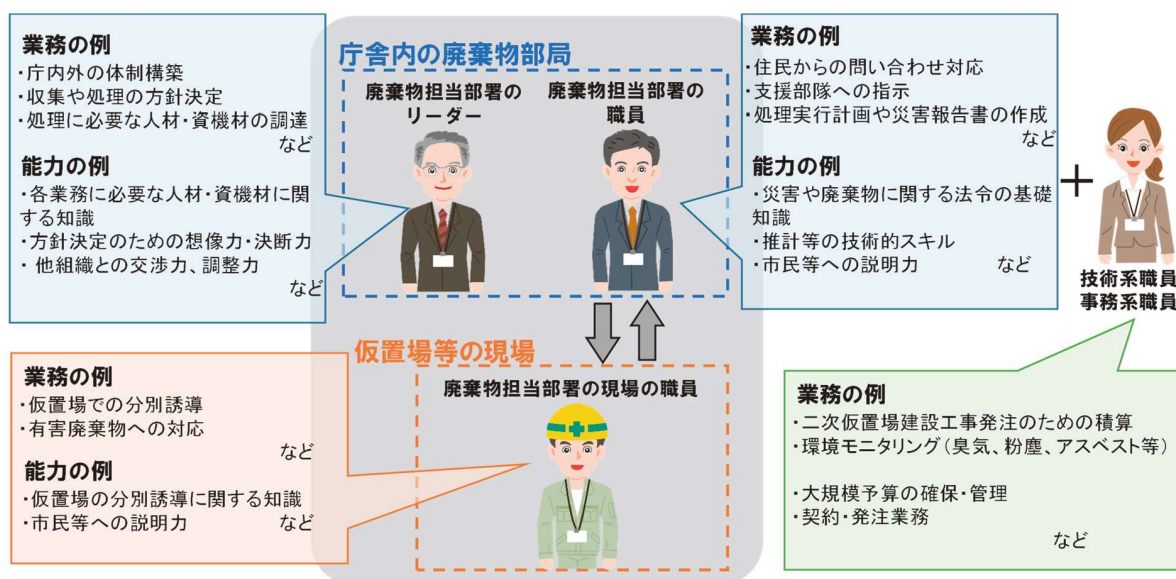 業務の例
・庁内外の体制構築
・収集や処理の方針決定
・処理に必要な人材・資機材の調達
など
能力の例
・各業務に必要な人材・資機材に関
する知識
・方針決定のための想像力・決断力
・他組織との交渉力、調整力
など
庁舎内の廃棄物部局
廃棄物担当部署の
リーダー
廃棄物担当部署の
職員
業務の例
・住民からの問い合わせ対応
・支援部隊への指示
・処理実行計画や災害報告書の作成
など
能力の例
・災害や廃棄物に関する法令の基礎
知識
・推計等の技術的スキル
・市民等への説明力 など
+
技術系職員
事務系職員
仮置場等の現場
廃棄物担当部署の現場の職員
業務の例
・仮置場での分別誘導
・有害廃棄物への対応
など
能力の例
・仮置場の分別誘導に関する知識
・市民等への説明力 など
業務の例
・二次仮置場建設工事発注のための積算
・環境モニタリング(臭気、粉塵、アスベスト等)
・大規模予算の確保・管理
・契約・発注業務
など